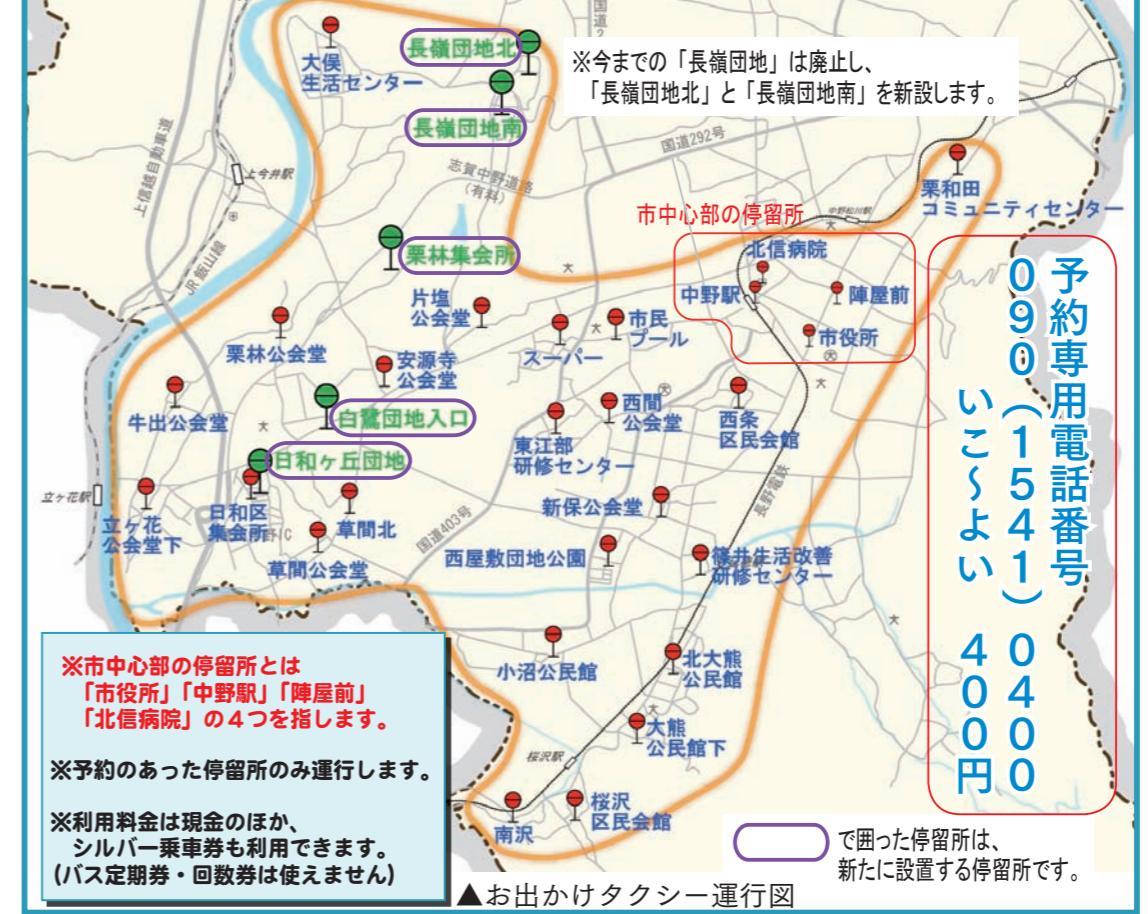 大俣
生活センター
長嶺団地北
長嶺団地南
※今までの「長嶺団地」は廃止し、
「長嶺団地北」と「長嶺団地南」を新設します。
国道292号
上信越自動車道
上今井駅
志賀中野道路
(有料)
栗和田
コミュニティセンター
中野松川駅
市中心部の停留所
北信病院
中野駅
陣屋前
市役所
JR飯山線
栗林集会所
片塩
公会堂
市民
プール
スーパー
栗林公会堂
安源寺
公会堂
牛出公会堂
白鷺団地入口
西間
公会堂
西条
区民会館
東江部
研修センター
日和ヶ丘団地
立ヶ花駅
立ヶ花
公会堂下
日和区
集会所
IC
草間北
草間公会堂
国道403号
新保公会堂
長野電鉄
西屋敷団地公園
篠井生活改善
研修センター
小沼公民館
北大熊
公民館
大熊
公民館下
桜沢駅
桜沢
区民会館
南沢
予約専用電話番号
090(1541)0400
いこ~よい 400円
※市中心部の停留所とは
「市役所」「中野駅」「陣屋前」
「北信病院」の4つを指します。
※予約のあった停留所のみ運行します。
※利用料金は現金のほか、
シルバー乗車券も利用できます。
(バス定期券・回数券は使えません)
で囲った停留所は、
新たに設置する停留所です。
▲お出かけタクシー運行図